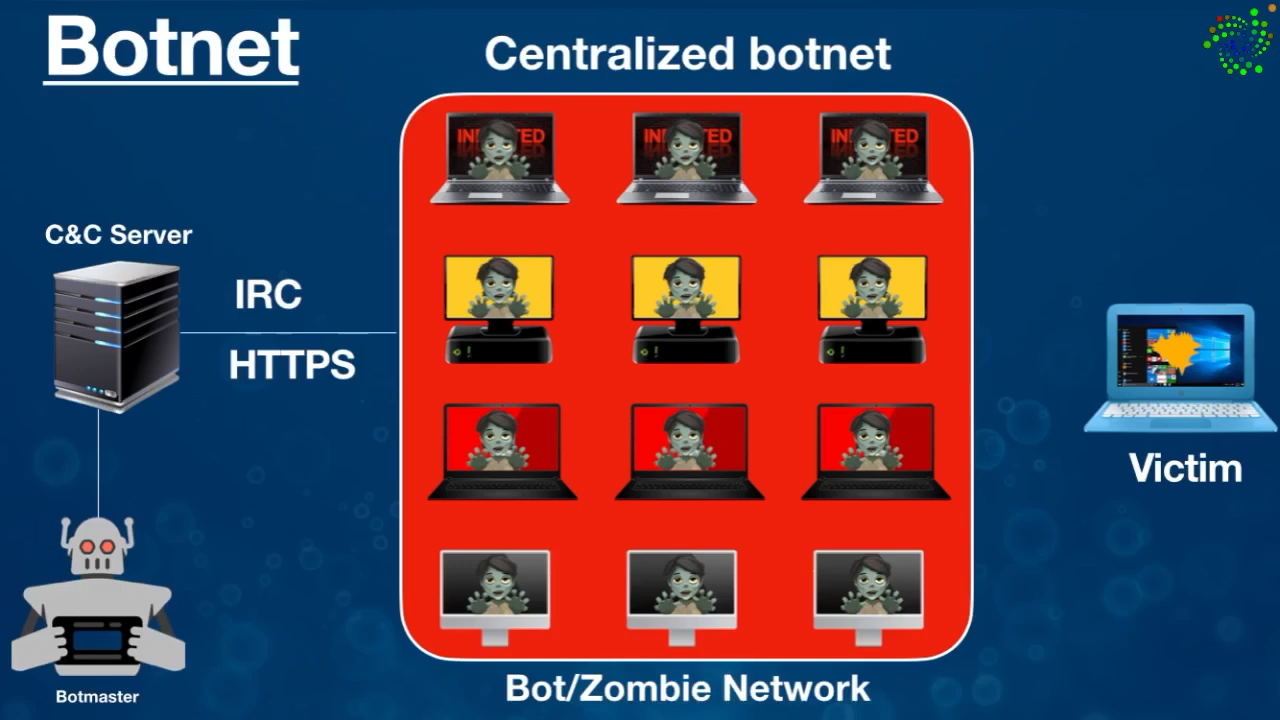 Botnet
Centralized botnet
C&C Server
IRC
HTTPS
Victim
Botmaster
Bot/Zombie Network